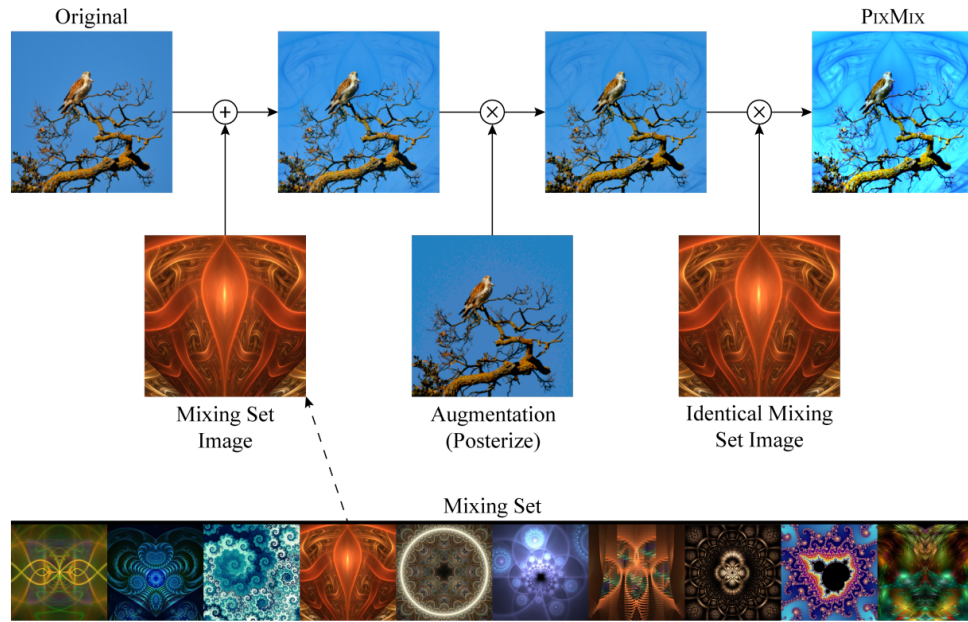 Original
PIXMIX
+
×
×
Mixing Set
Image
Augmentation
(Posterize)
Identical Mixing
Set Image
Mixing Set